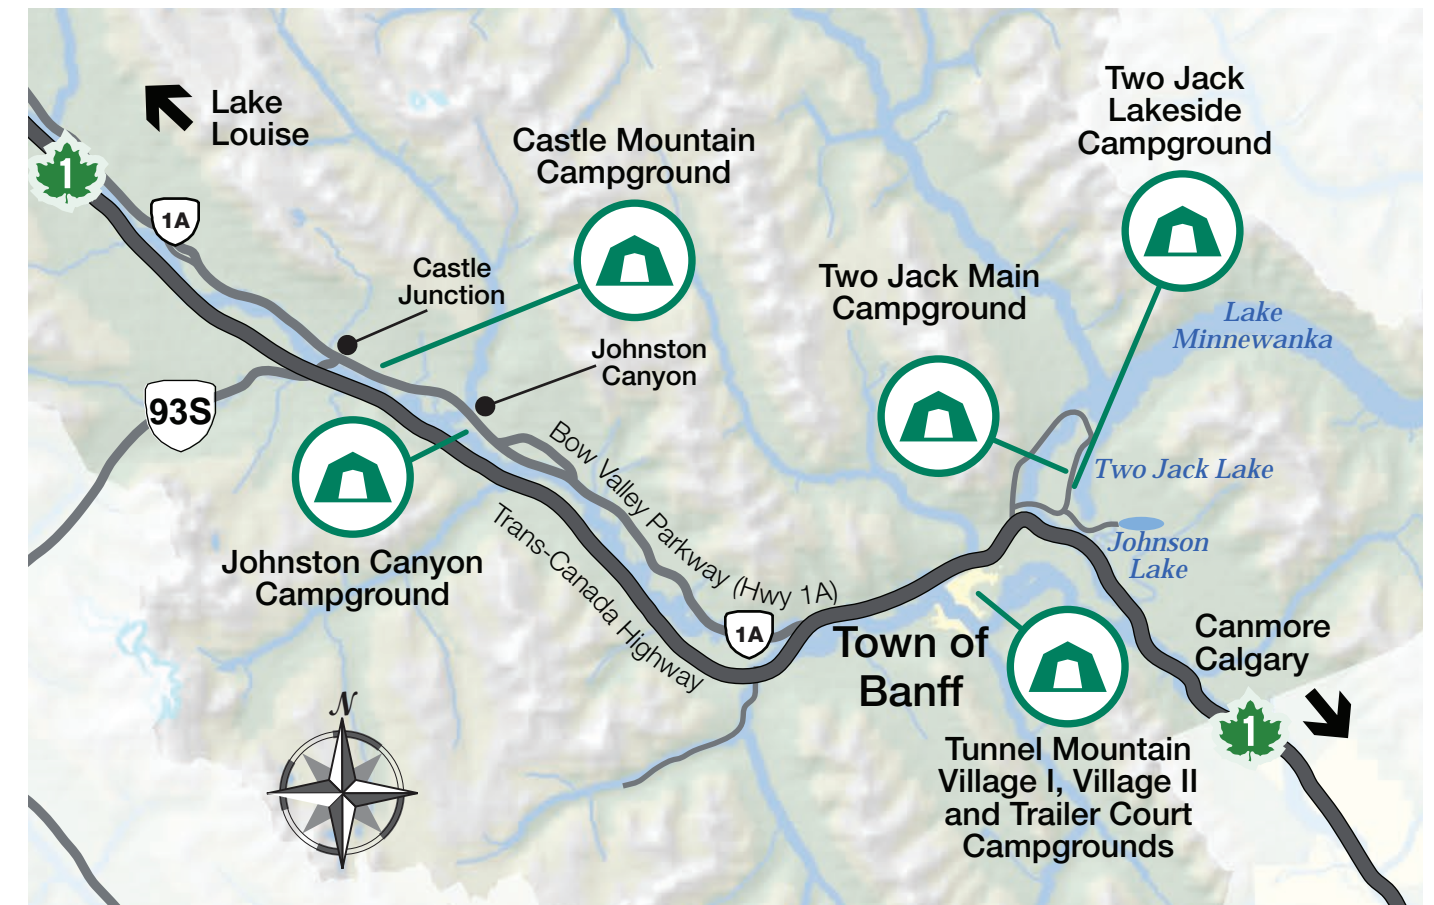 Lake
Louise
1
1A
Castle Mountain
Campground
Two Jack
Lakeside
Campground
Castle
Junction
Two Jack Main
Campground
Lake
Minnewanka
Johnston
Canyon
93S
Bow Valley Parkway (Hwy 1A)
Two Jack Lake
Trans-Canada Highway
Johnston Canyon
Campground
Johnson
Lake
1A
Town of
Banff
Canmore
Calgary
N
1
Tunnel Mountain
Village I, Village II
and Trailer Court
Campgrounds